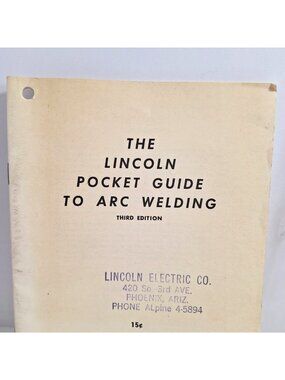 THE
LINCOLN
POCKET GUIDE
TO ARC WELDING
THIRD EDITION
LINCOLN ELECTRIC CO.
420 So. 3rd AVE.
PHOENIX, ARIZ.
PHONE Alpine 4-5894
15¢